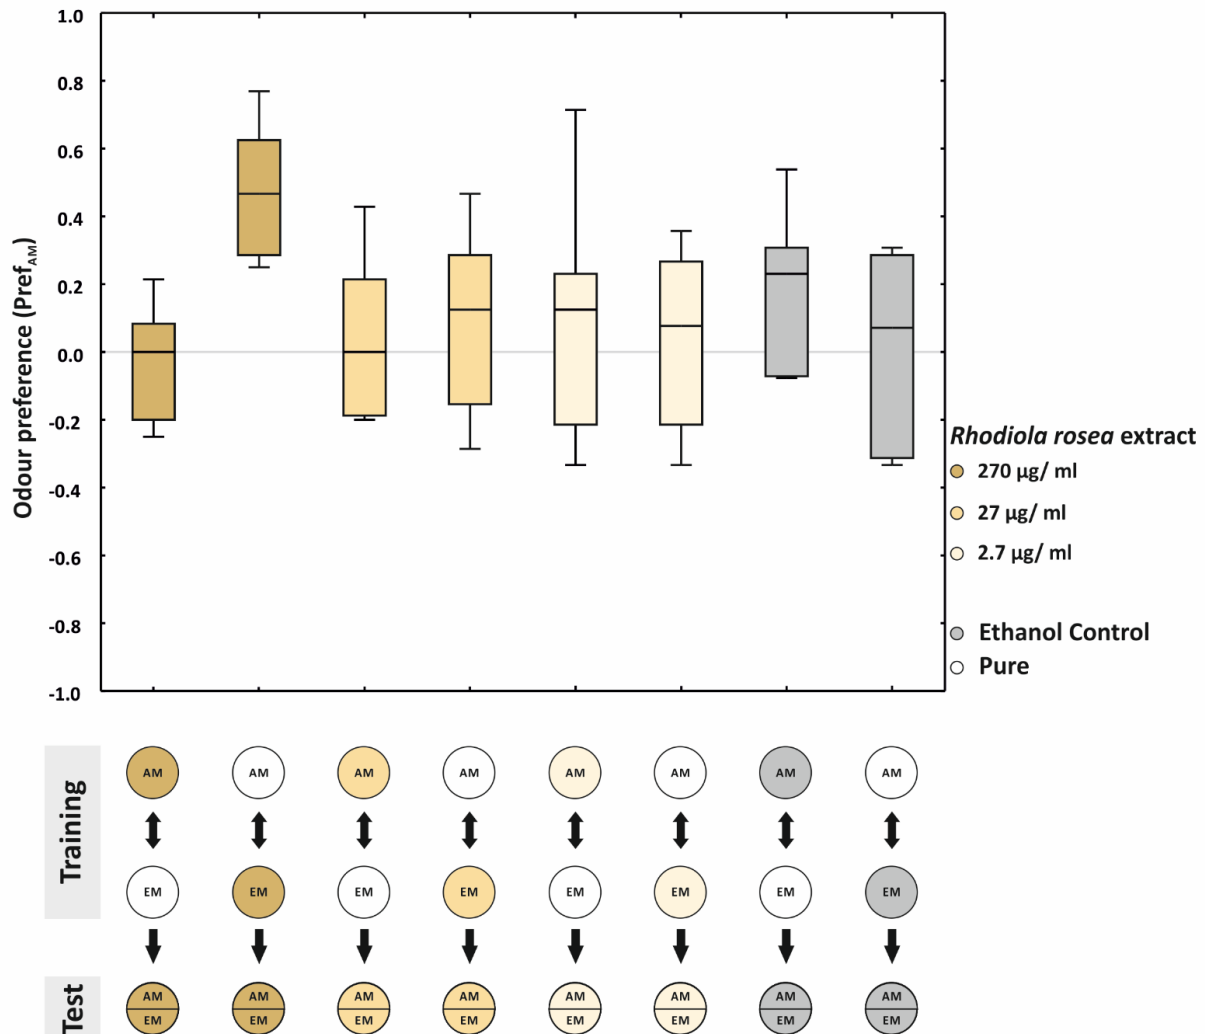 1.0
0.8
0.6
0.4
0.2
0.0
-0.2
-0.4
-0.6
-0.8
-1.0
Odour preference (PrefAM)
Rhodiola rosea extract
270 µg/ ml
27 µg/ ml
2.7 µg/ ml
Ethanol Control
Pure
Training
AM AM AM AM AM AM AM AM
EM EM EM EM EM EM EM EM
Test
AM AM AM AM AM AM AM AM
EM EM EM EM EM EM EM EM